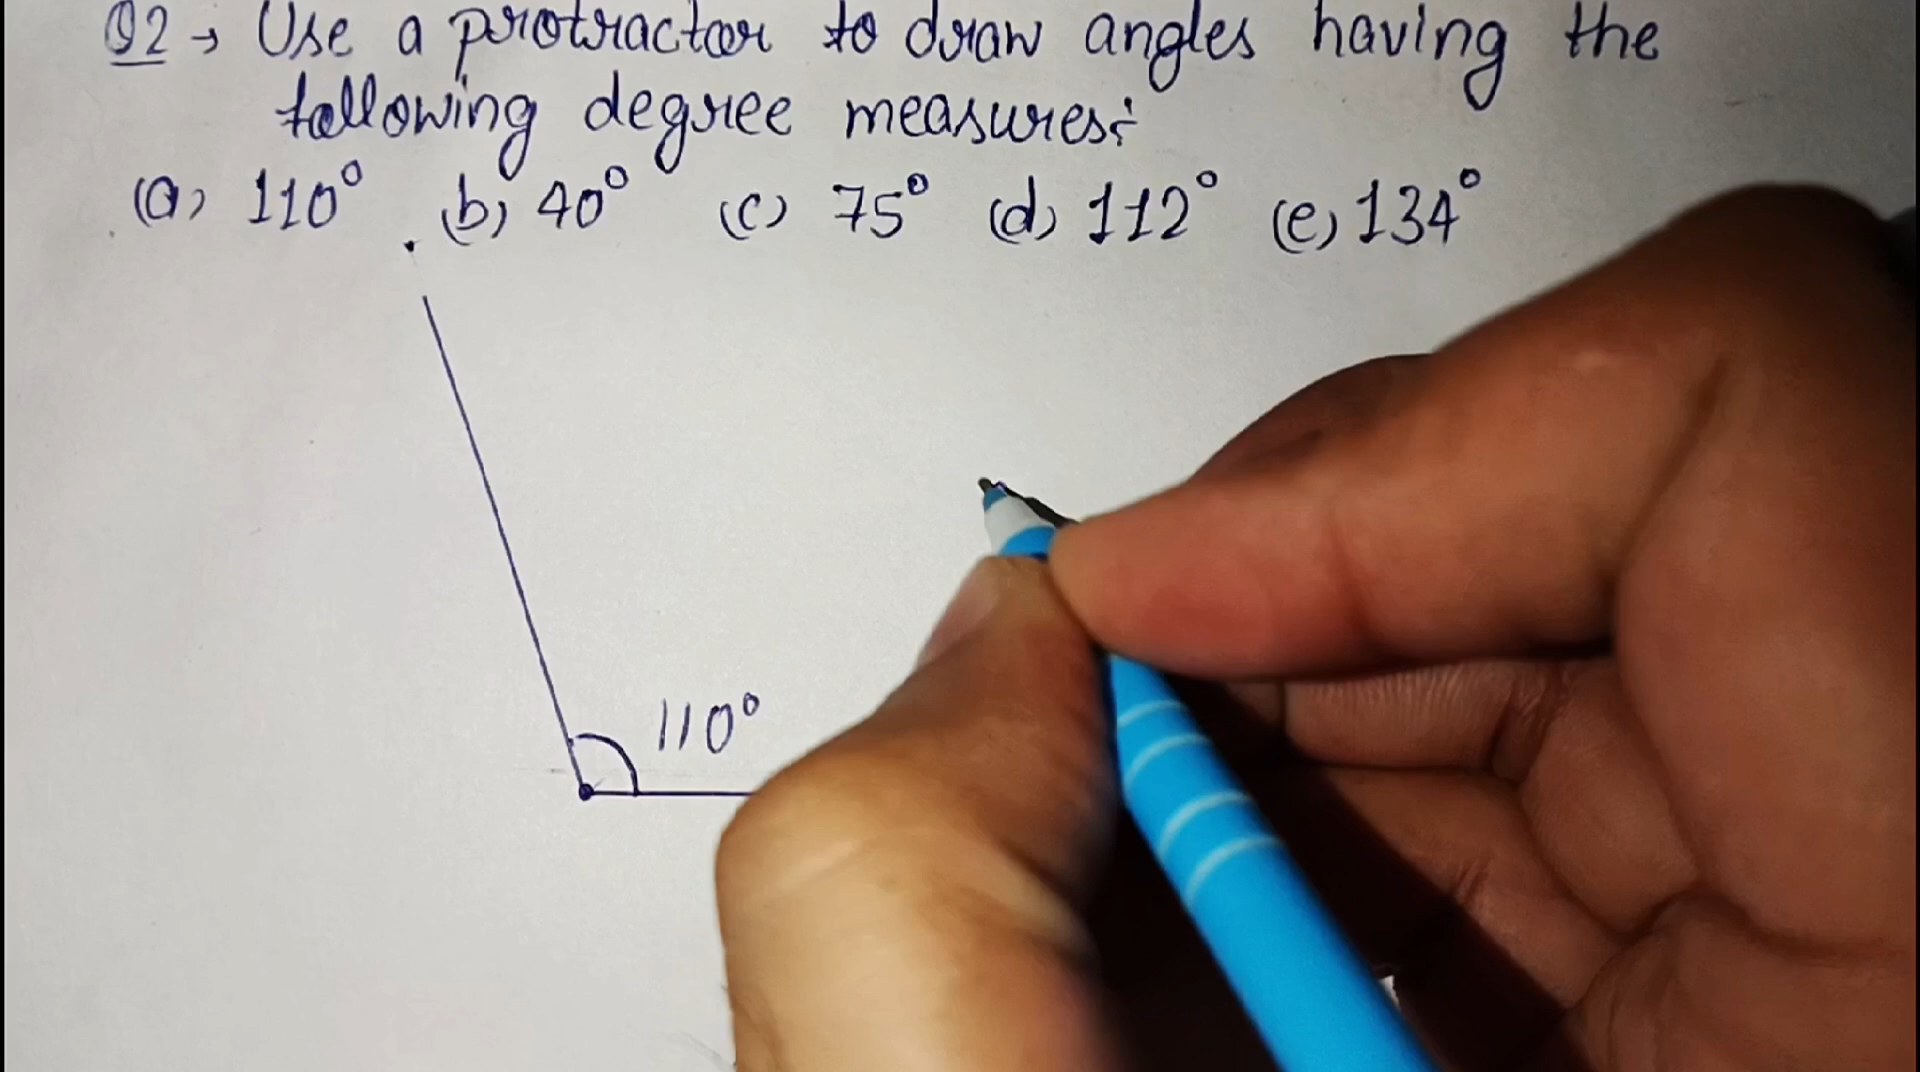 Q2→ Use a protractor to draw angles having the
following degree measures:
(a) 110° (b) 40° (c) 75° (d) 112° (e) 134°
110°